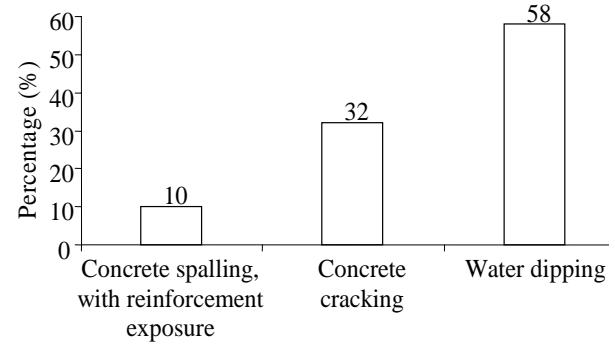 Percentage (%)
60
50
40
30
20
10
0
10
32
58
Concrete spalling,
with reinforcement
exposure
Concrete
cracking
Water dipping